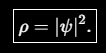 ρ = |ψ|².